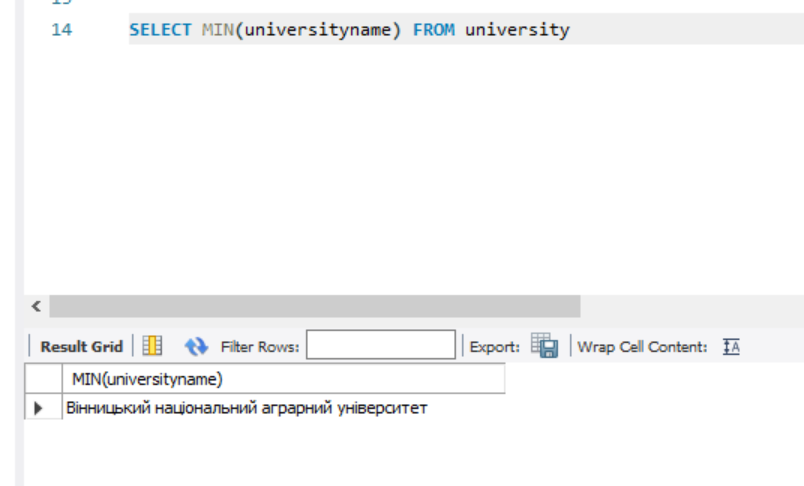 14 SELECT MIN(universityname) FROM university
Result Grid Filter Rows: Export: Wrap Cell Content:
MIN(universityname)
Вінницький національний аграрний університет